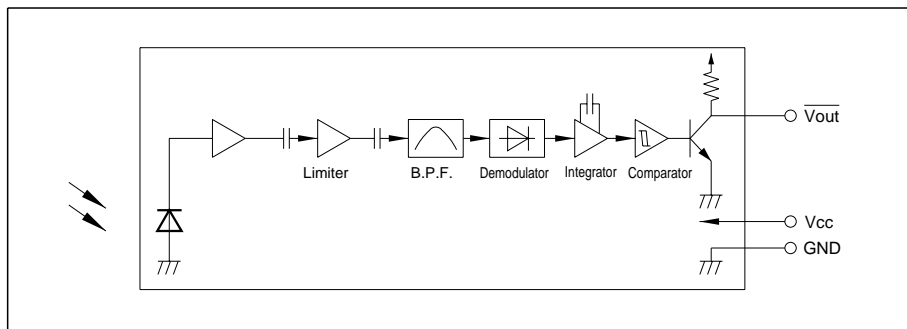 Vout
Limiter
B.P.F.
Demodulator
Integrator
Comparator
Vcc
GND